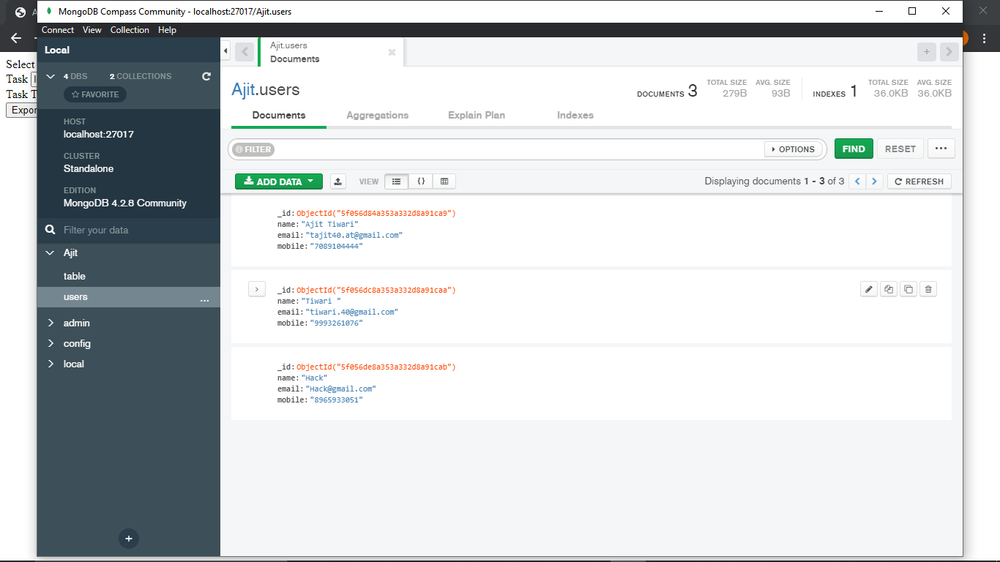 MongoDB Compass Community - localhost:27017/Ajit.users
Connect View Collection Help
Select
Task
Task T
Expor
Local
4 DBS 2 COLLECTIONS
FAVORITE
HOST
localhost:27017
CLUSTER
Standalone
EDITION
MongoDB 4.2.8 Community
Filter your data
Ajit
table
users ...
admin
config
local
+
Ajit.users
Documents
Ajit.users
DOCUMENTS 3 TOTAL SIZE 279B AVG. SIZE 93B INDEXES 1 TOTAL SIZE 36.0KB AVG. SIZE 36.0KB
Documents Aggregations Explain Plan Indexes
FILTER OPTIONS FIND RESET ...
ADD DATA VIEW {} Displaying documents 1 - 3 of 3 < > REFRESH
_id: ObjectId("5f056d84a353a332d8a91ca9")
name: "Ajit Tiwari"
email: "tajit40.at@gmail.com"
mobile: "7089104444"
_id: ObjectId("5f056dc8a353a332d8a91caa")
name: "Tiwari "
email: "tiwari.40@gmail.com"
mobile: "9993261076"
_id: ObjectId("5f056de8a353a332d8a91cab")
name: "Hack"
email: "Hack@gmail.com"
mobile: "8965933051"